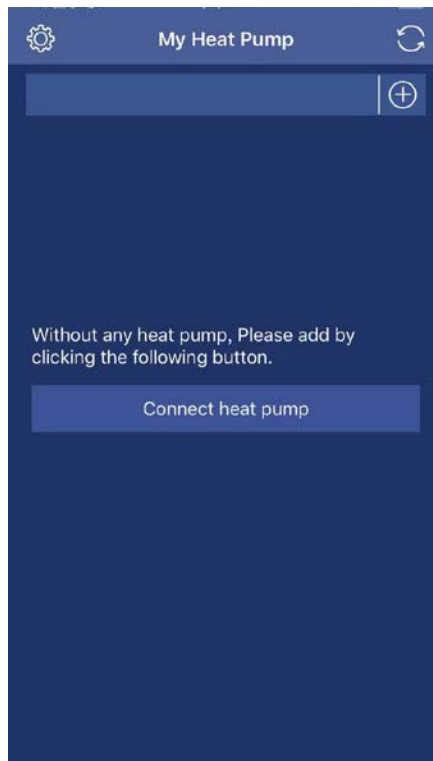 My Heat Pump
Without any heat pump, Please add by
clicking the following button.
Connect heat pump